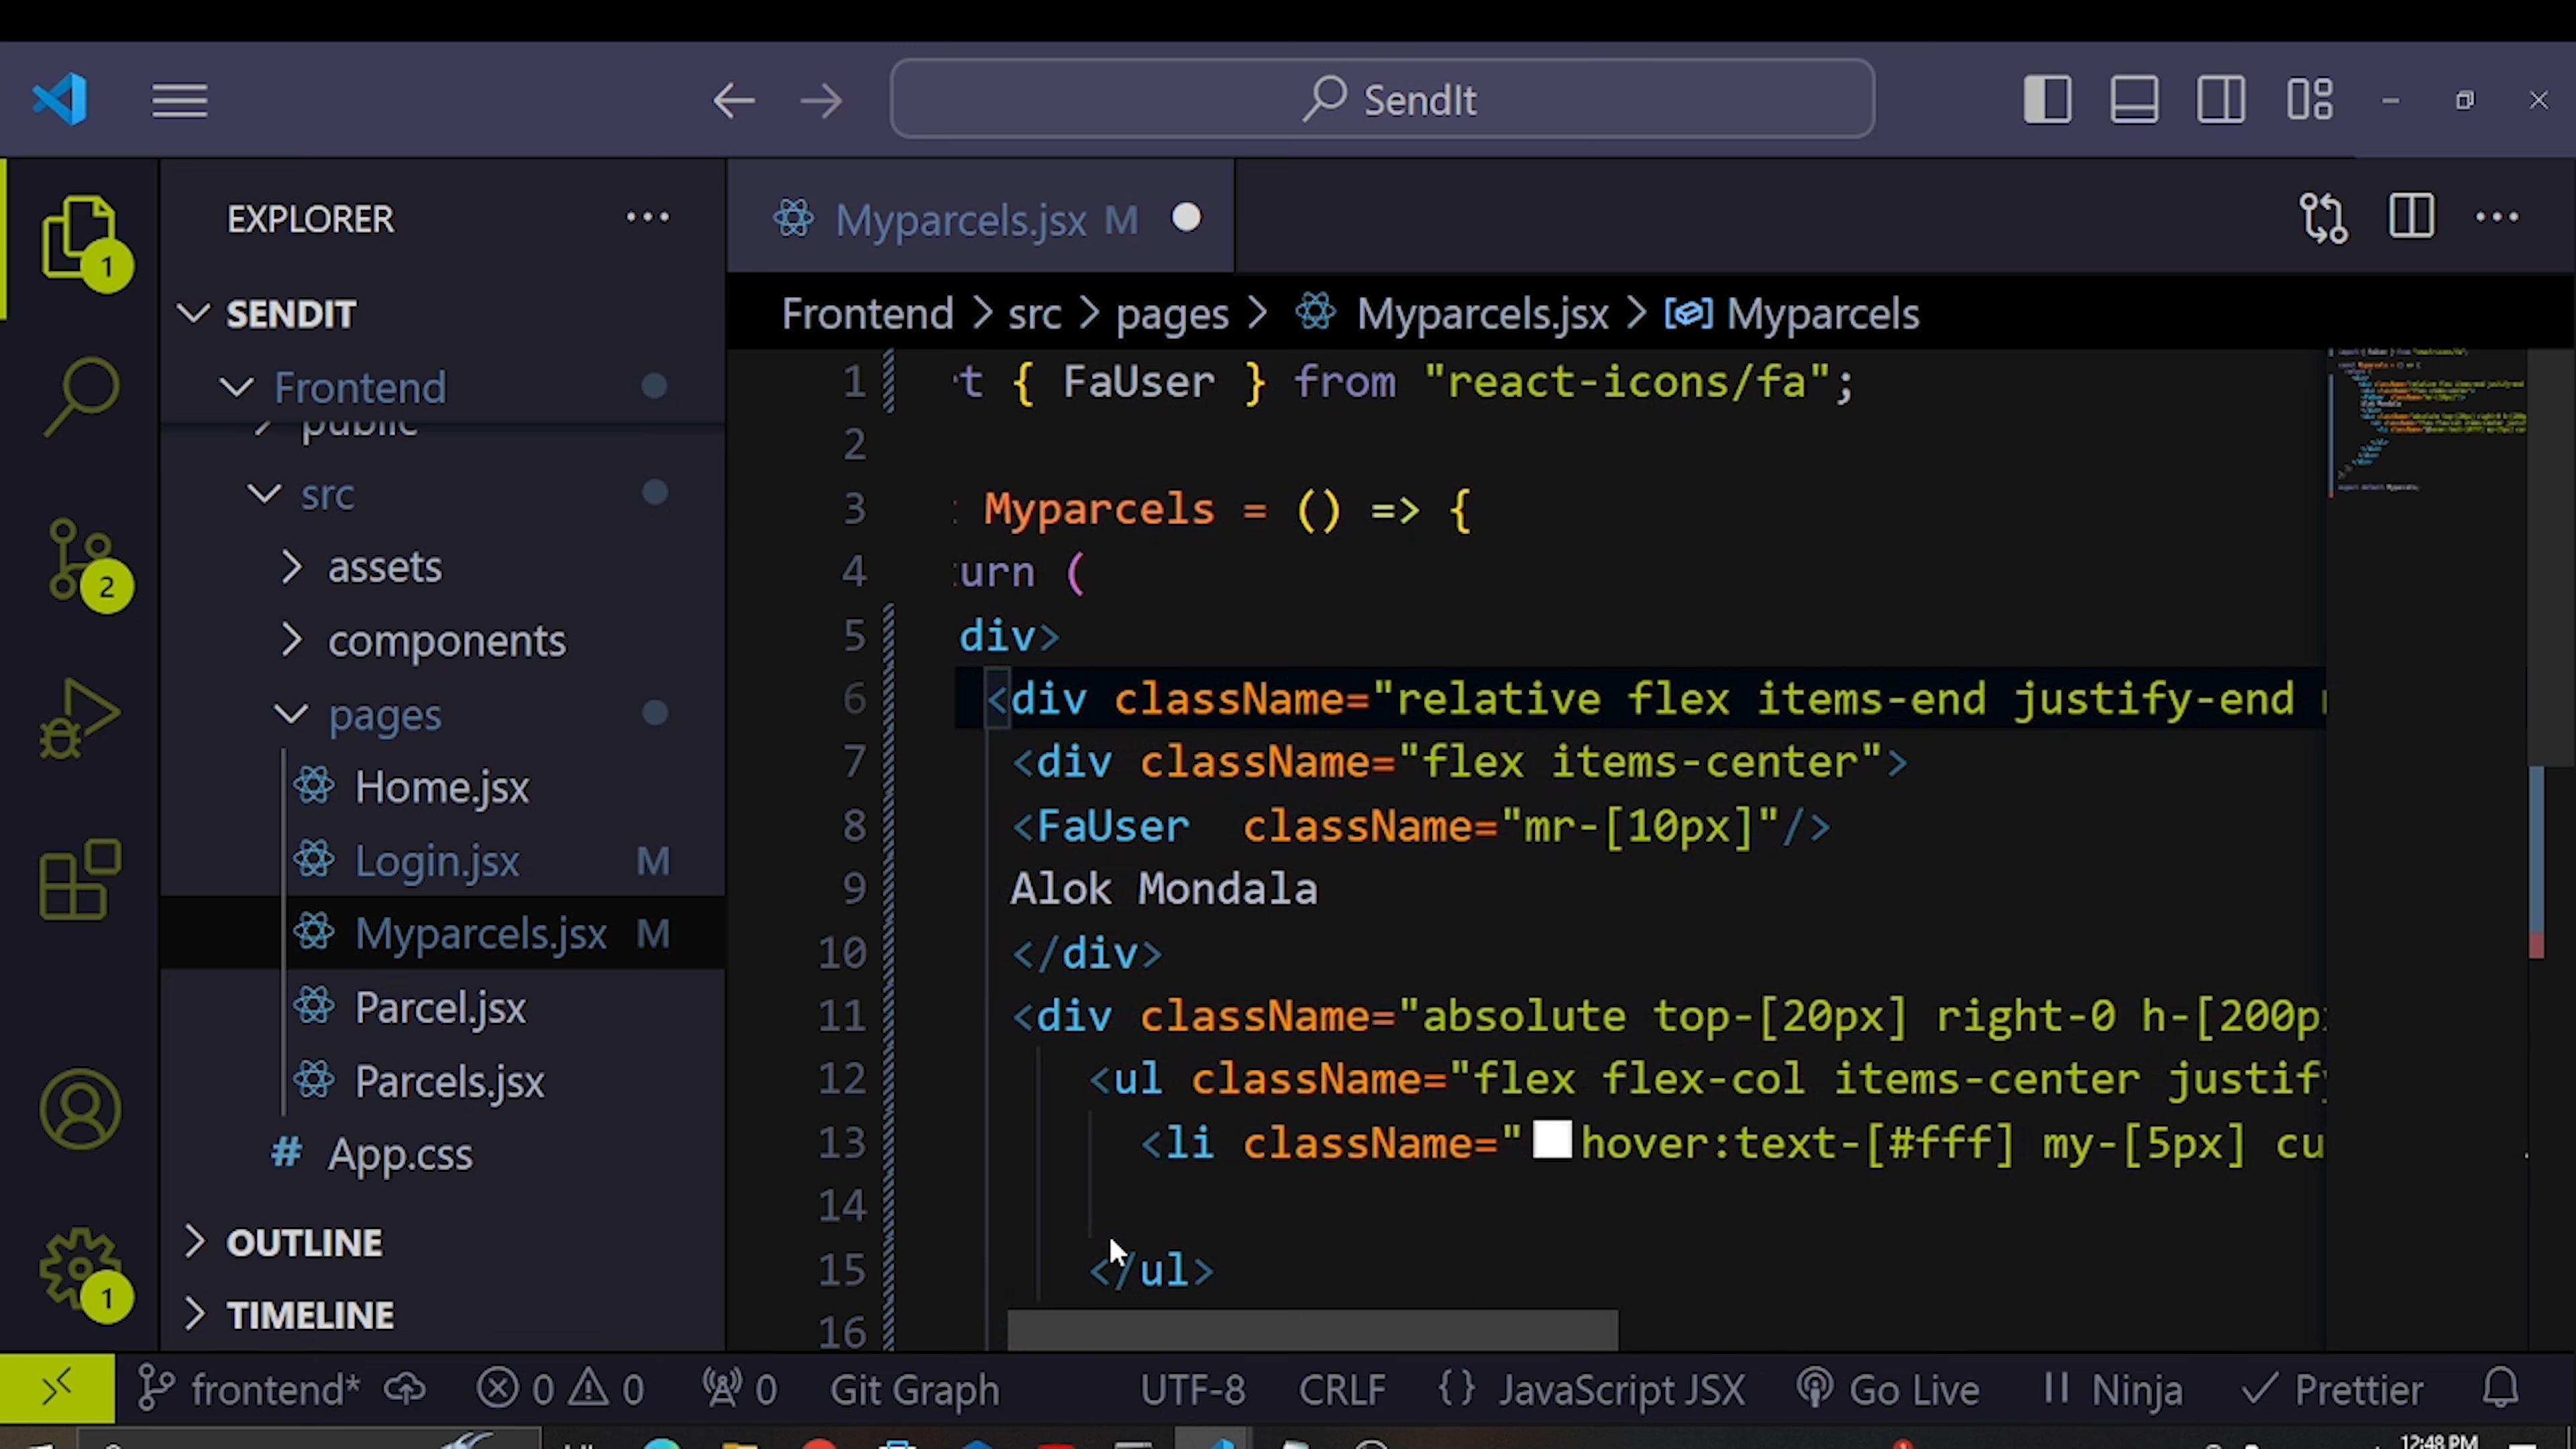 SendIt
EXPLORER
SENDIT
Frontend
public
src
assets
components
pages
Home.jsx
Login.jsx M
Myparcels.jsx M
Parcel.jsx
Parcels.jsx
# App.css
OUTLINE
TIMELINE
1
2
1
Myparcels.jsx M
Frontend > src > pages > Myparcels.jsx > Myparcels
1 t { FaUser } from "react-icons/fa";
2
3 Myparcels = () => {
4 urn (
5 div>
6 <div className="relative flex items-end justify-end
7 <div className="flex items-center">
8 <FaUser  className="mr-[10px]"/>
9 Alok Mondala
10 </div>
11 <div className="absolute top-[20px] right-0 h-[200p
12 <ul className="flex flex-col items-center justif
13 <li className="hover:text-[#fff] my-[5px] cu
14
15 </ul>
16
frontend* 0 0 0 Git Graph UTF-8 CRLF {} JavaScript JSX Go Live Ninja Prettier
12:48 PM